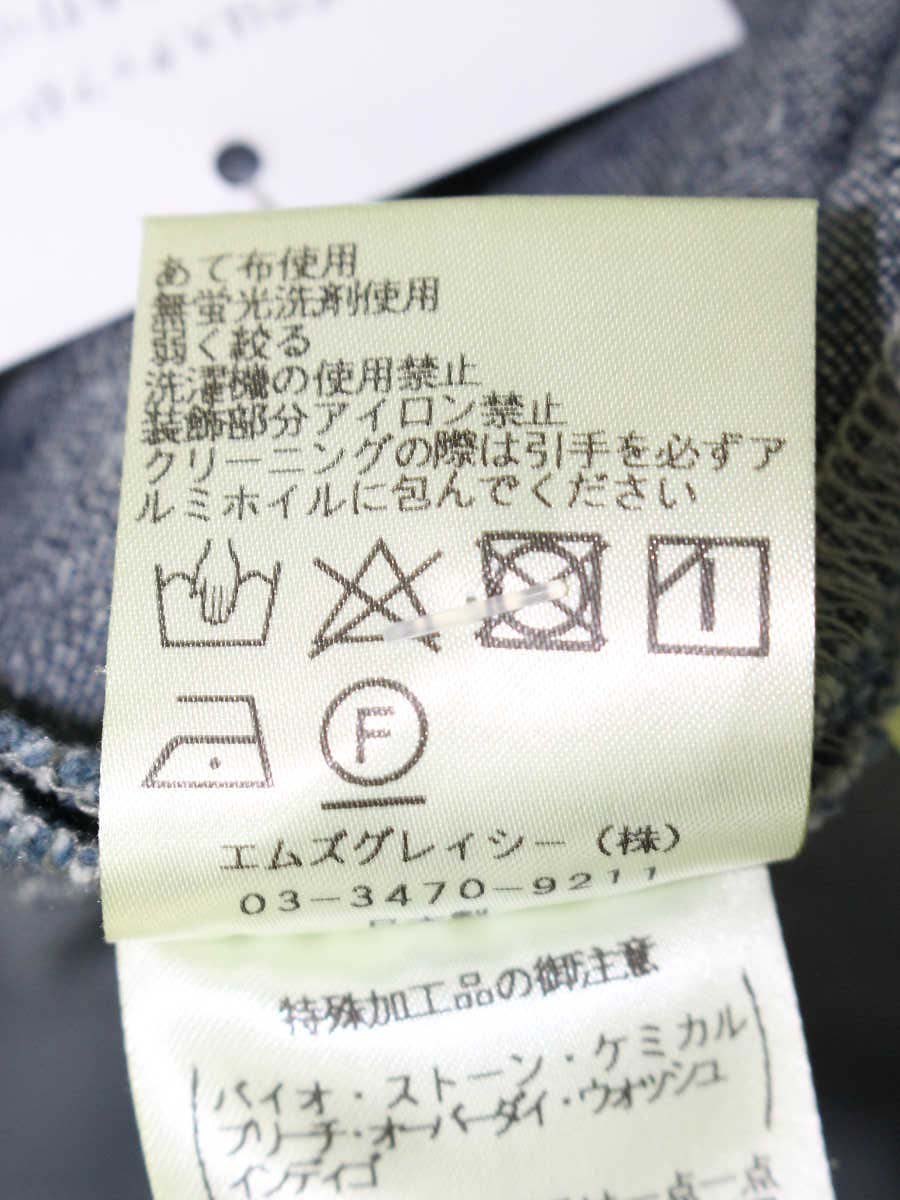 あて布使用
無蛍光洗剤使用
弱く絞る
洗濯機の使用禁止
装飾部分アイロン禁止
クリーニングの際は引手を必ずア
ルミホイルに包んでください
F
エムズグレイシー(株)
03-3470-9211
特殊加工品の御注意
バイオ・ストーン・ケミカル
ブリーチ・オーバーダイ・ウオッシュ
インディゴ
一点一点